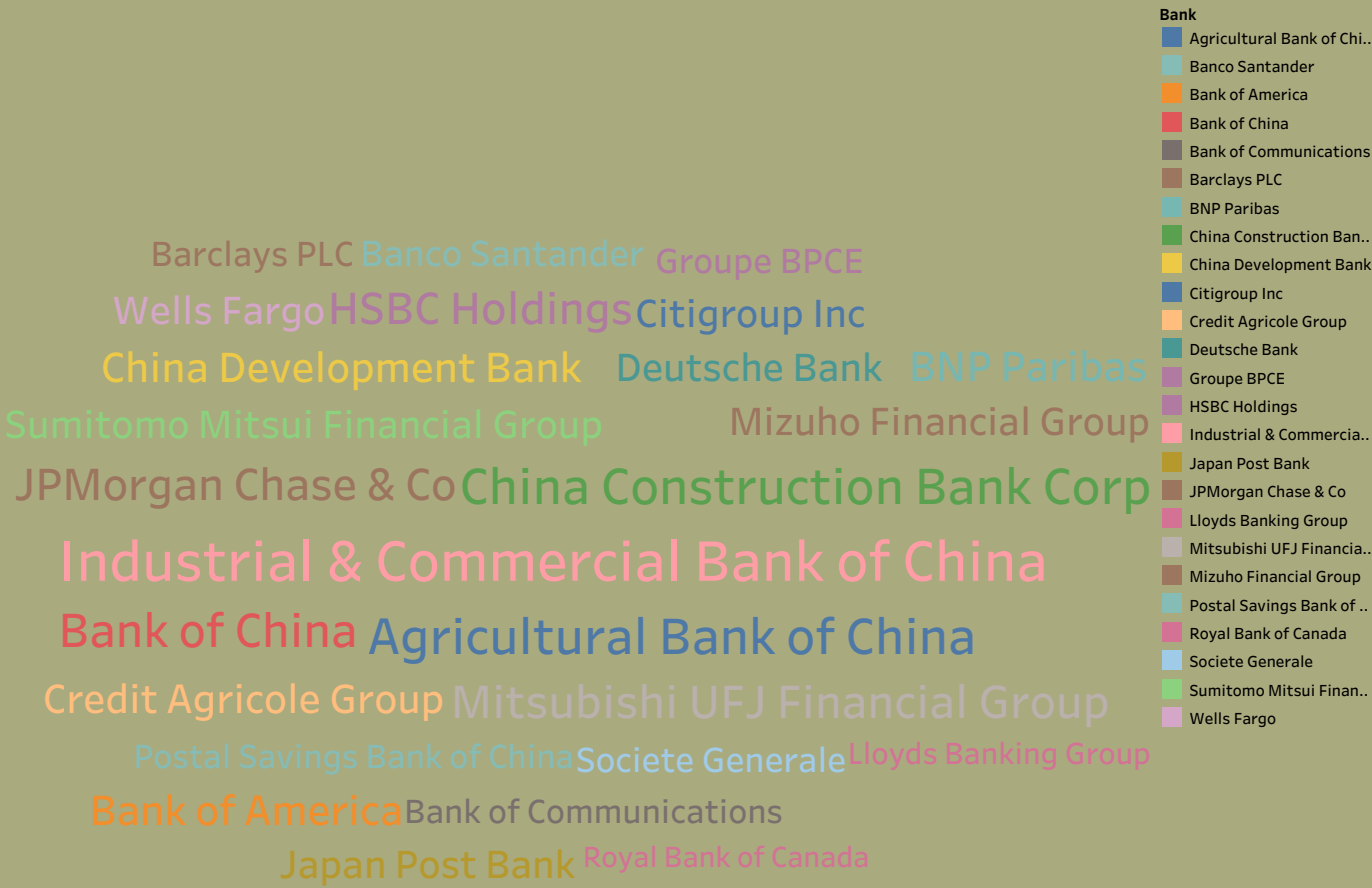 Barclays PLC Banco Santander Groupe BPCE
Wells Fargo HSBC Holdings Citigroup Inc
China Development Bank Deutsche Bank BNP Paribas
Sumitomo Mitsui Financial Group Mizuho Financial Group
JPMorgan Chase & Co China Construction Bank Corp
Industrial & Commercial Bank of China
Bank of China Agricultural Bank of China
Credit Agricole Group Mitsubishi UFJ Financial Group
Postal Savings Bank of China Societe Generale Lloyds Banking Group
Bank of America Bank of Communications
Japan Post Bank Royal Bank of Canada
Bank
Agricultural Bank of Chi..
Banco Santander
Bank of America
Bank of China
Bank of Communications
Barclays PLC
BNP Paribas
China Construction Ban..
China Development Bank
Citigroup Inc
Credit Agricole Group
Deutsche Bank
Groupe BPCE
HSBC Holdings
Industrial & Commercia..
Japan Post Bank
JPMorgan Chase & Co
Lloyds Banking Group
Mitsubishi UFJ Financia..
Mizuho Financial Group
Postal Savings Bank of ..
Royal Bank of Canada
Societe Generale
Sumitomo Mitsui Finan..
Wells Fargo